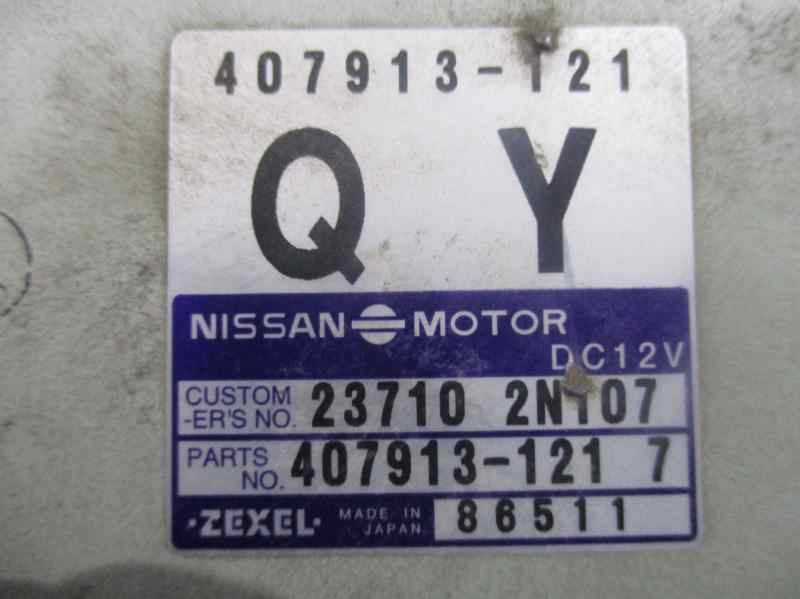 407913-121
Q Y
NISSAN MOTOR
DC12V
CUSTOM
-ER'S NO. 23710 2N107
PARTS
NO. 407913-121 7
·ZEXEL· MADE IN
JAPAN 86511